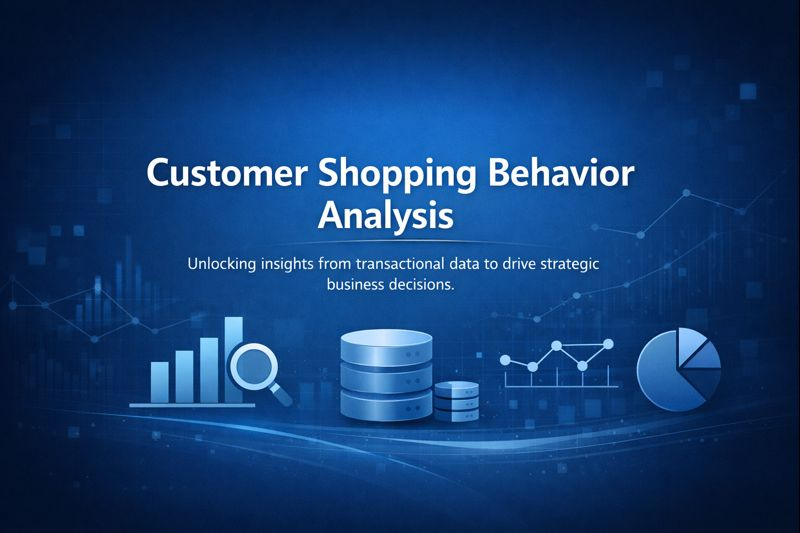 Customer Shopping Behavior
Analysis
Unlocking insights from transactional data to drive strategic
business decisions.